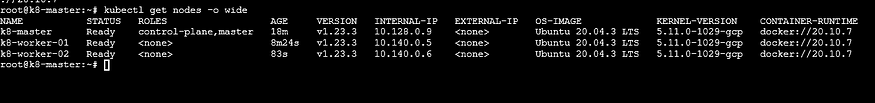 root@k8-master:~# kubectl get nodes -o wide
NAME STATUS ROLES AGE VERSION INTERNAL-IP EXTERNAL-IP OS-IMAGE KERNEL-VERSION CONTAINER-RUNTIME
k8-master Ready control-plane,master 18m v1.23.3 10.128.0.9 <none> Ubuntu 20.04.3 LTS 5.11.0-1029-gcp docker://20.10.7
k8-worker-01 Ready <none> 8m24s v1.23.3 10.140.0.5 <none> Ubuntu 20.04.3 LTS 5.11.0-1029-gcp docker://20.10.7
k8-worker-02 Ready <none> 83s v1.23.3 10.140.0.6 <none> Ubuntu 20.04.3 LTS 5.11.0-1029-gcp docker://20.10.7
root@k8-master:~#